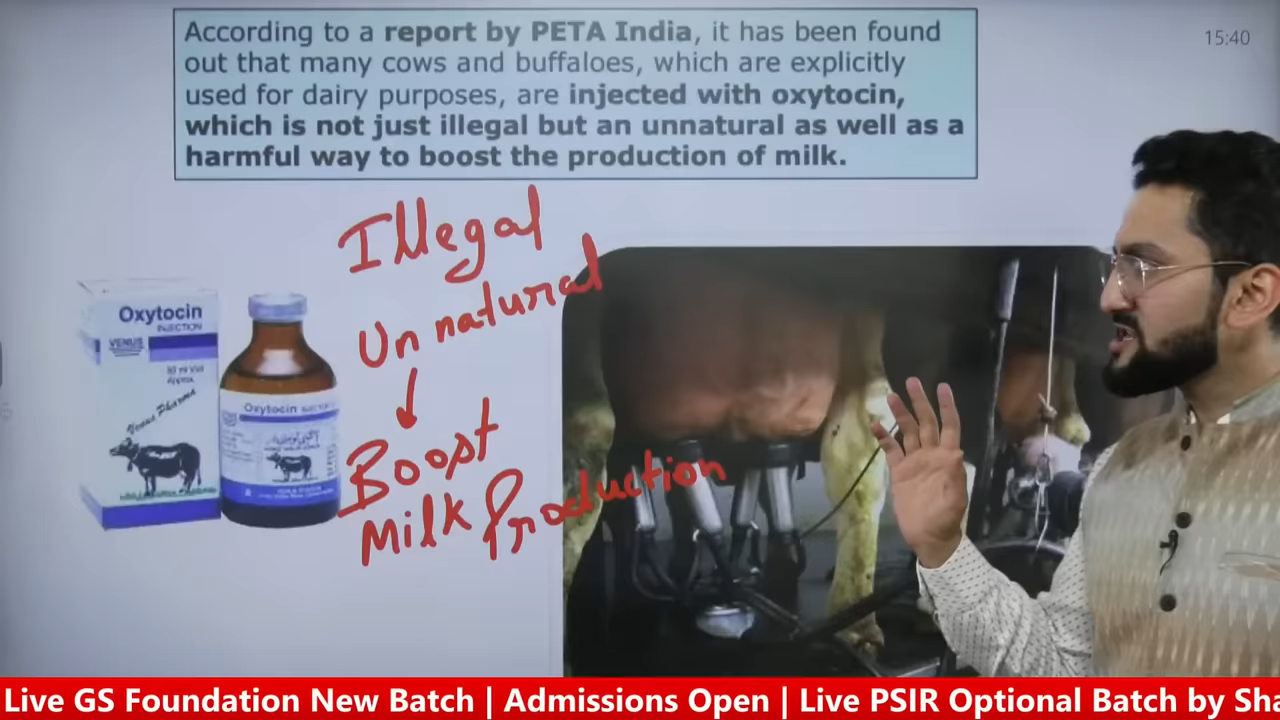 According to a report by PETA India, it has been found
out that many cows and buffaloes, which are explicitly
used for dairy purposes, are injected with oxytocin,
which is not just illegal but an unnatural as well as a
harmful way to boost the production of milk.
15:40
Illegal
Unnatural
Boost
Milk Production
Oxytocin
INJECTION
VENUS
Venus Pharma
Oxytocin
Live GS Foundation New Batch | Admissions Open | Live PSIR Optional Batch by Sha